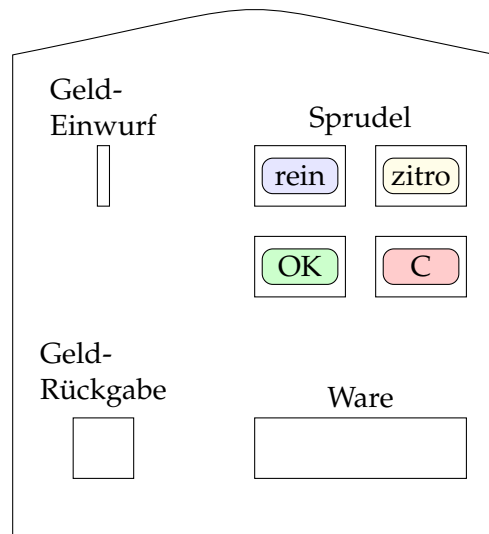 Geld-
Einwurf
Sprudel
rein
zitro
OK
C
Geld-
Rückgabe
Ware